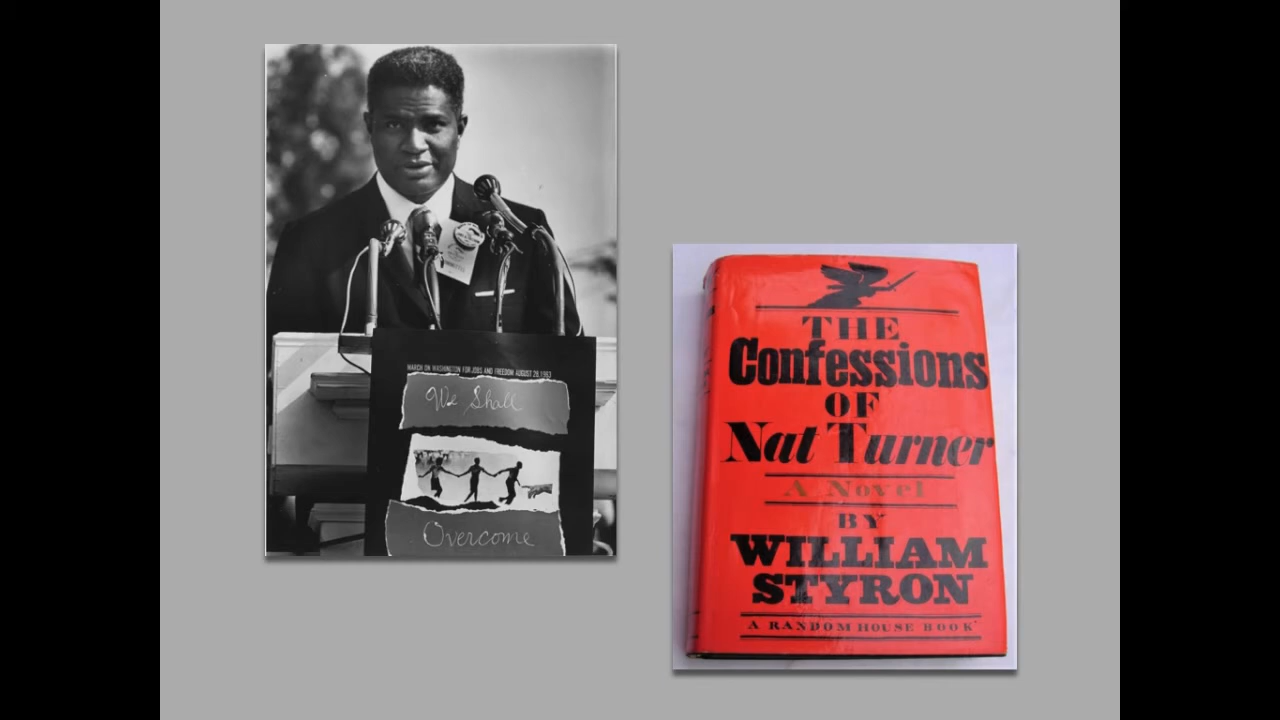 MARCH ON WASHINGTON FOR JOBS AND FREEDOM AUGUST 28, 1963
We Shall
Overcome
THE
Confessions
OF
Nat Turner
A Novel
BY
WILLIAM
STYRON
A RANDOM HOUSE BOOK